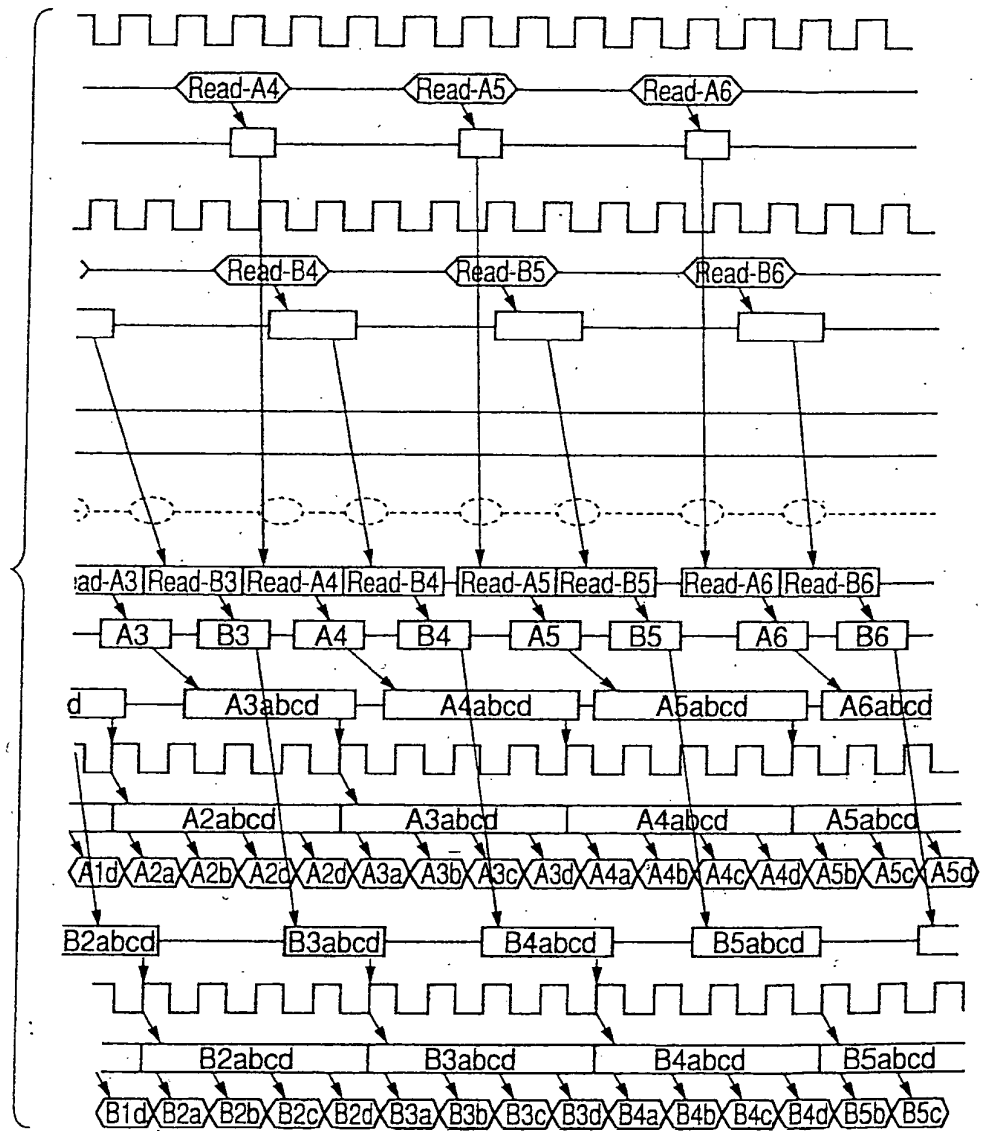 Read-A4 Read-A5 Read-A6
Read-B4 Read-B5 Read-B6
ead-A3 Read-B3 Read-A4 Read-B4 Read-A5 Read-B5 Read-A6 Read-B6
A3 B3 A4 B4 A5 B5 A6 B6
d A3abcd A4abcd A5abcd A6abcd
A2abcd A3abcd A4abcd A5abcd
A1d A2a A2b A2c A2d A3a A3b A3c A3d A4a A4b A4c A4d A5b A5c A5d
B2abcd B3abcd B4abcd B5abcd
B2abcd B3abcd B4abcd B5abcd
B1d B2a B2b B2c B2d B3a B3b B3c B3d B4a B4b B4c B4d B5b B5c